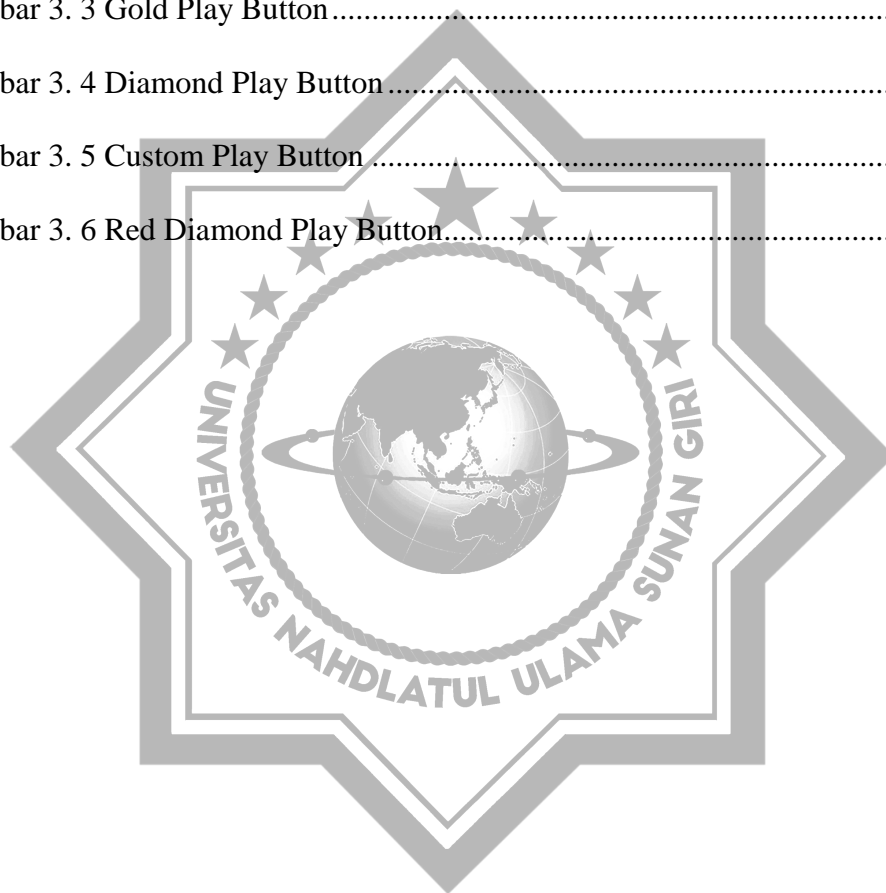 bar 3. 3 Gold Play Button........................................................................
bar 3. 4 Diamond Play Button................................................................
bar 3. 5 Custom Play Button ..................................................................
bar 3. 6 Red Diamond Play Button.........................................................
UNIVERSITAS NAHDLATUL ULAMA SUNAN GIRI